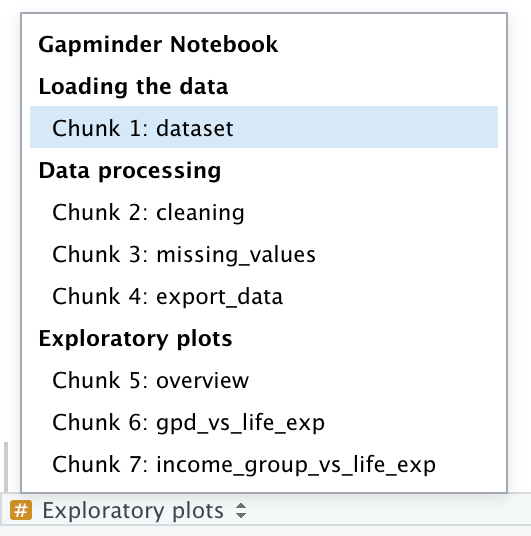 Gapminder Notebook
Loading the data
Chunk 1: dataset
Data processing
Chunk 2: cleaning
Chunk 3: missing_values
Chunk 4: export_data
Exploratory plots
Chunk 5: overview
Chunk 6: gpd_vs_life_exp
Chunk 7: income_group_vs_life_exp
# Exploratory plots